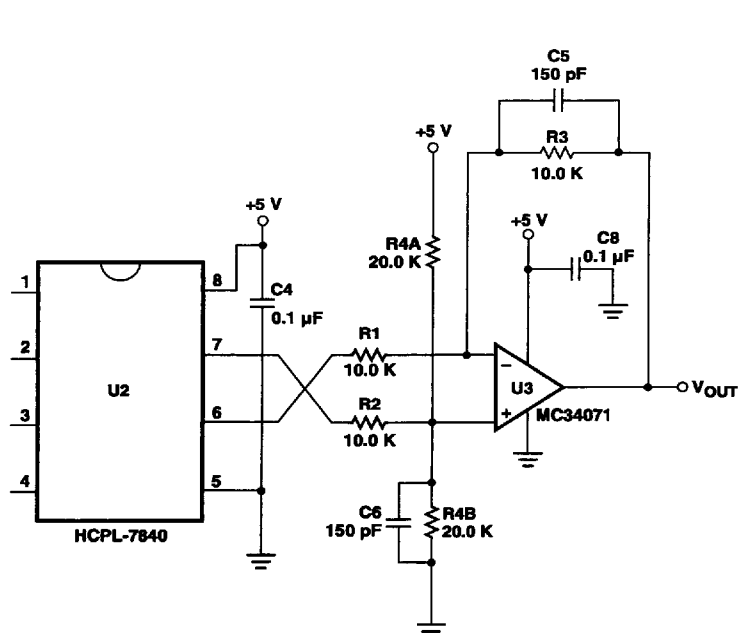 C5
150 pF
+5 V
R3
10.0 K
+5 V
+5 V
R4A
20.0 K
C8
0.1 µF
1
8
C4
0.1 µF
R1
10.0 K
2
7
U2
−
U3
VOUT
R2
10.0 K
3
6
+
MC34071
4
5
C6
150 pF
R4B
20.0 K
HCPL-7840